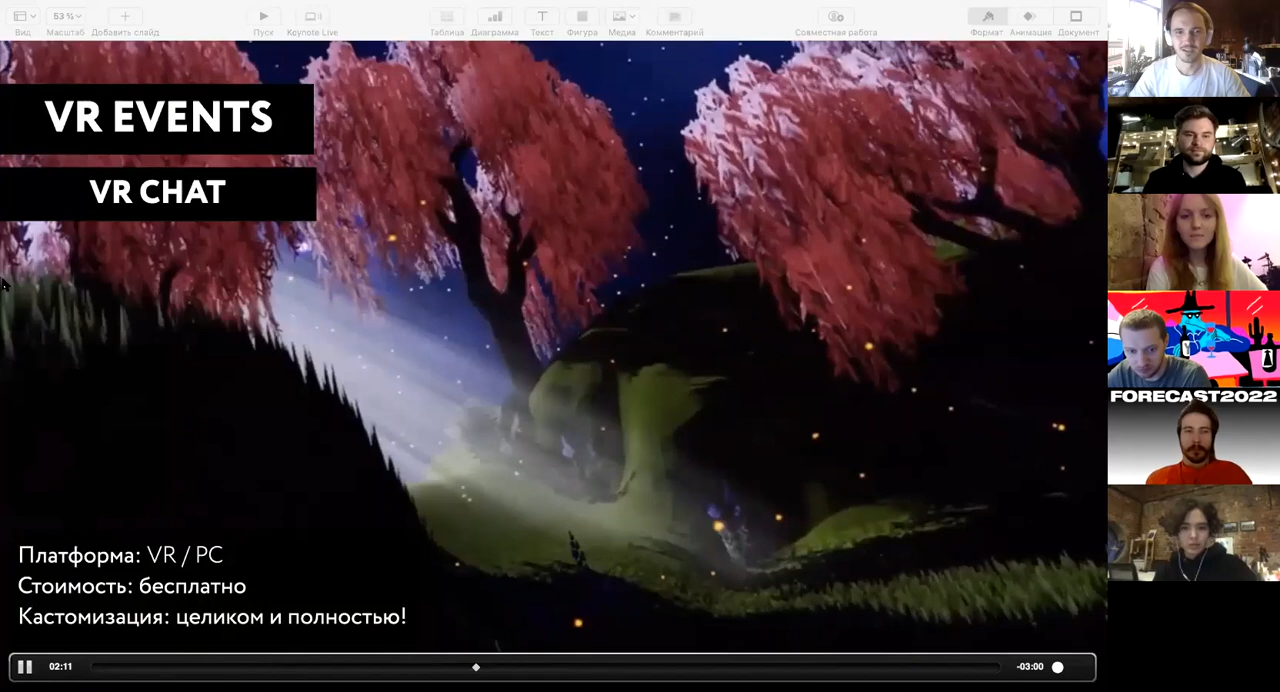 53 %
Вид
Масштаб
Добавить слайд
Пуск
Keynote Live
Таблица
Диаграмма
Текст
Фигура
Медиа
Комментарий
Совместная работа
Формат
Анимация
Документ
VR EVENTS
VR CHAT
Платформа: VR / PC
Стоимость: бесплатно
Кастомизация: целиком и полностью!
02:11
-03:00
FORECAST2022